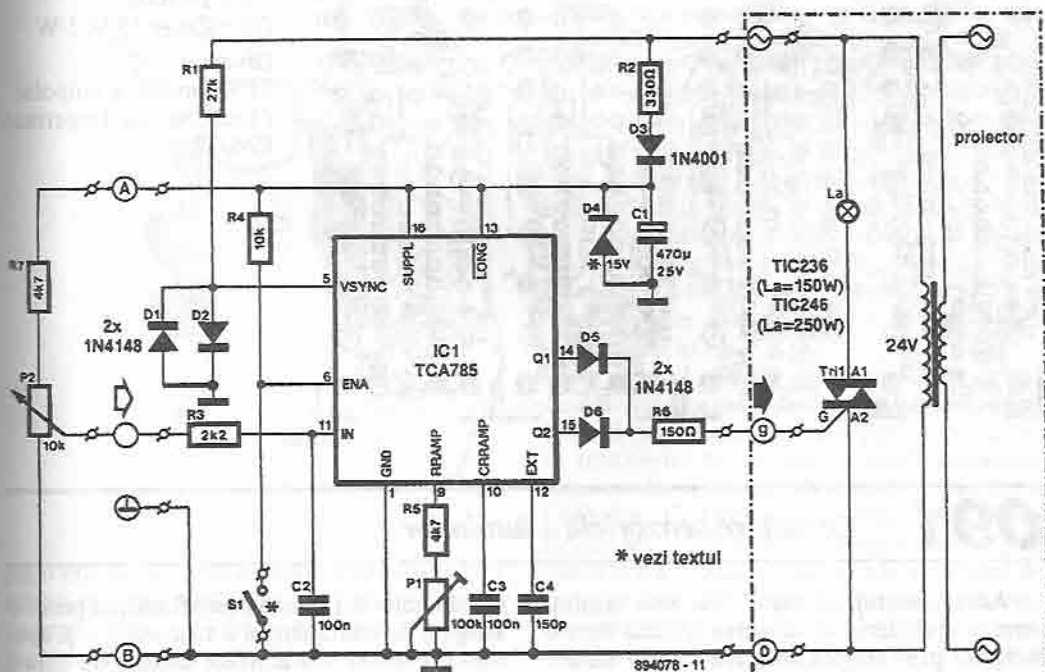 R1
27k
R2
330Ω
D3
1N4001
proiector
A
La
R4
10k
D4
* 15V
C1
470µ
25V
16
SUPPL
13
LONG
R7
4k7
5
VSYNC
D1
D2
2x
1N4148
TIC236
(La=150W)
TIC246
(La=250W)
24V
IC1
TCA785
Q1
14
D5
2x
1N4148
6
ENA
P2
10k
R3
2k2
11
IN
Q2
15
D6
R6
150Ω
g
Tri1
A1
G
A2
GND
RRAMP
CRRAMP
EXT
1
9
10
12
R5
4k7
* vezi textul
S1
*
C2
100n
P1
100k
C3
100n
C4
150p
B
0
894078 - 11